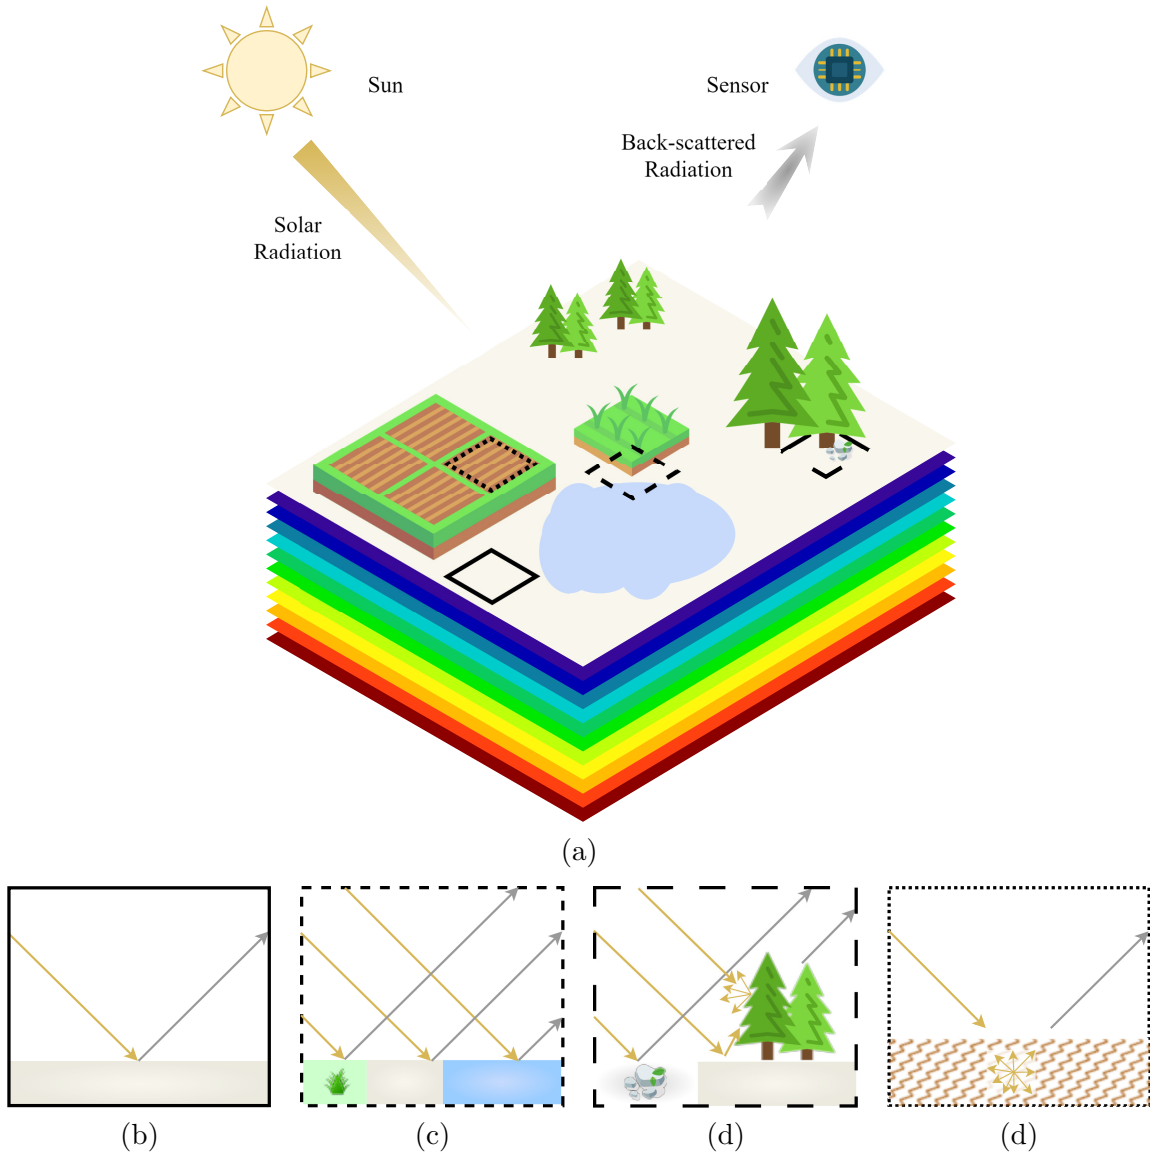 Sun
Sensor
Back-scattered
Radiation
Solar
Radiation
(a)
(b)
(c)
(d)
(d)